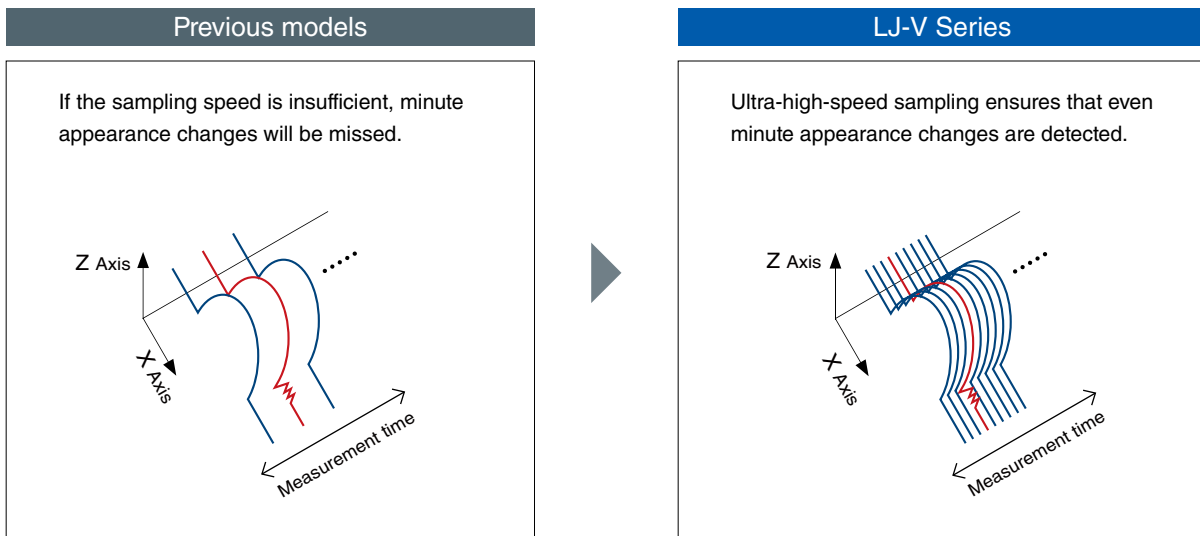 Previous models
If the sampling speed is insufficient, minute
appearance changes will be missed.
Z Axis
X Axis
Measurement time
LJ-V Series
Ultra-high-speed sampling ensures that even
minute appearance changes are detected.
Z Axis
X Axis
Measurement time